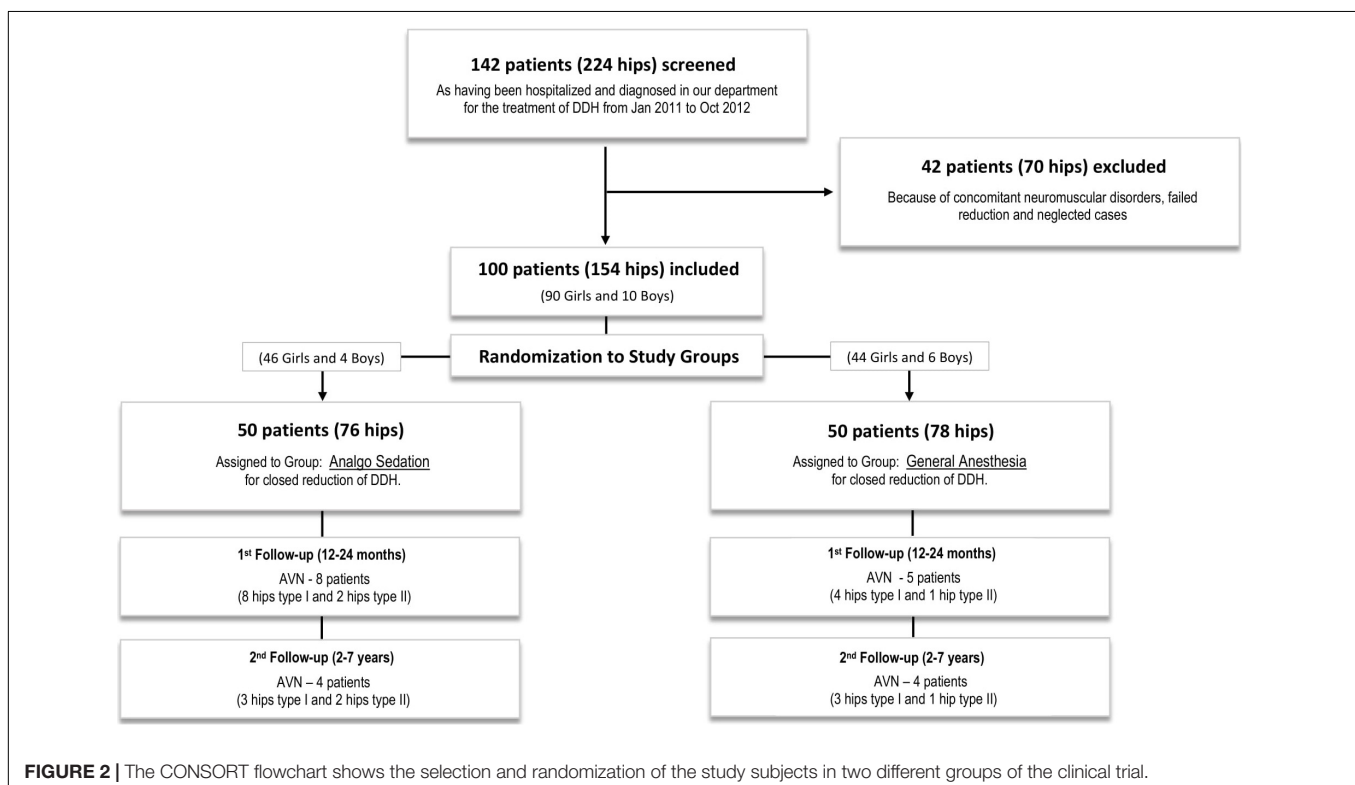 142 patients (224 hips) screened
As having been hospitalized and diagnosed in our department
for the treatment of DDH from Jan 2011 to Oct 2012
42 patients (70 hips) excluded
Because of concomitant neuromuscular disorders, failed
reduction and neglected cases
100 patients (154 hips) included
(90 Girls and 10 Boys)
(46 Girls and 4 Boys)
Randomization to Study Groups
(44 Girls and 6 Boys)
50 patients (76 hips)
Assigned to Group: Analgo Sedation
for closed reduction of DDH.
50 patients (78 hips)
Assigned to Group: General Anesthesia
for closed reduction of DDH.
1st Follow-up (12-24 months)
AVN - 8 patients
(8 hips type I and 2 hips type II)
1st Follow-up (12-24 months)
AVN - 5 patients
(4 hips type I and 1 hip type II)
2nd Follow-up (2-7 years)
AVN – 4 patients
(3 hips type I and 2 hips type II)
2nd Follow-up (2-7 years)
AVN – 4 patients
(3 hips type I and 1 hip type II)
FIGURE 2 | The CONSORT flowchart shows the selection and randomization of the study subjects in two different groups of the clinical trial.